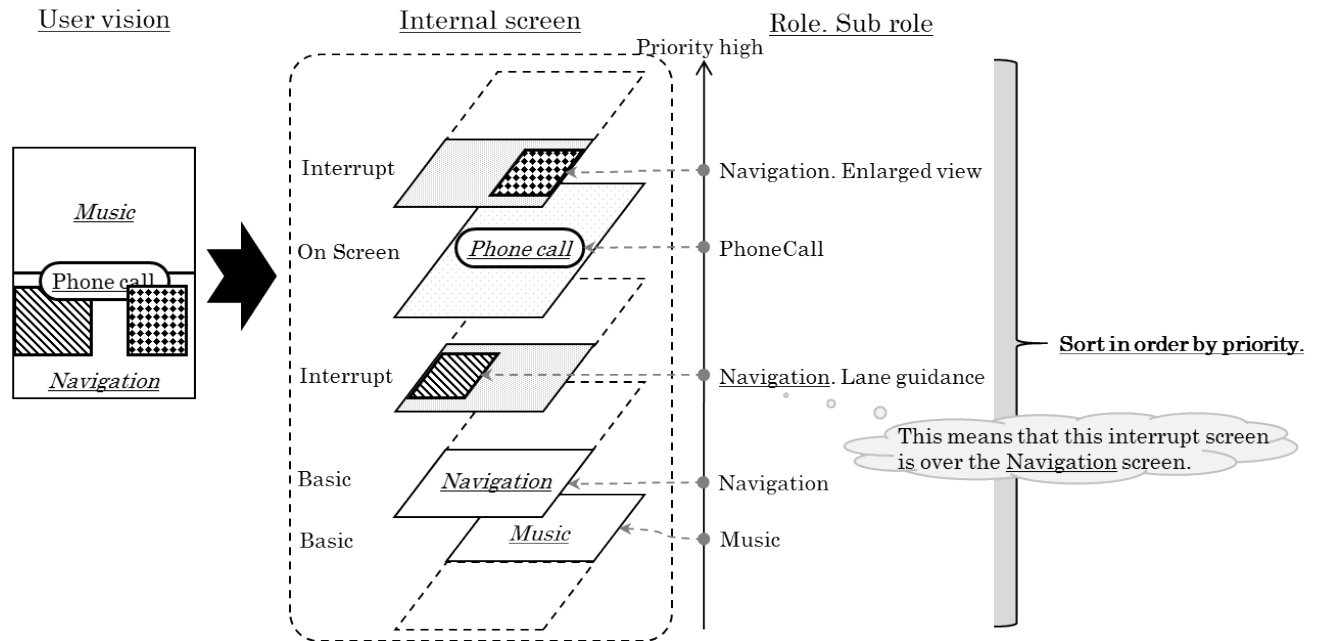 User vision
Internal screen
Role. Sub role
Priority high
Music
Phone call
Navigation
Interrupt
Navigation. Enlarged view
On Screen
Phone call
PhoneCall
Interrupt
Navigation. Lane guidance
Sort in order by priority.
This means that this interrupt screen
is over the Navigation screen.
Basic
Navigation
Navigation
Basic
Music
Music